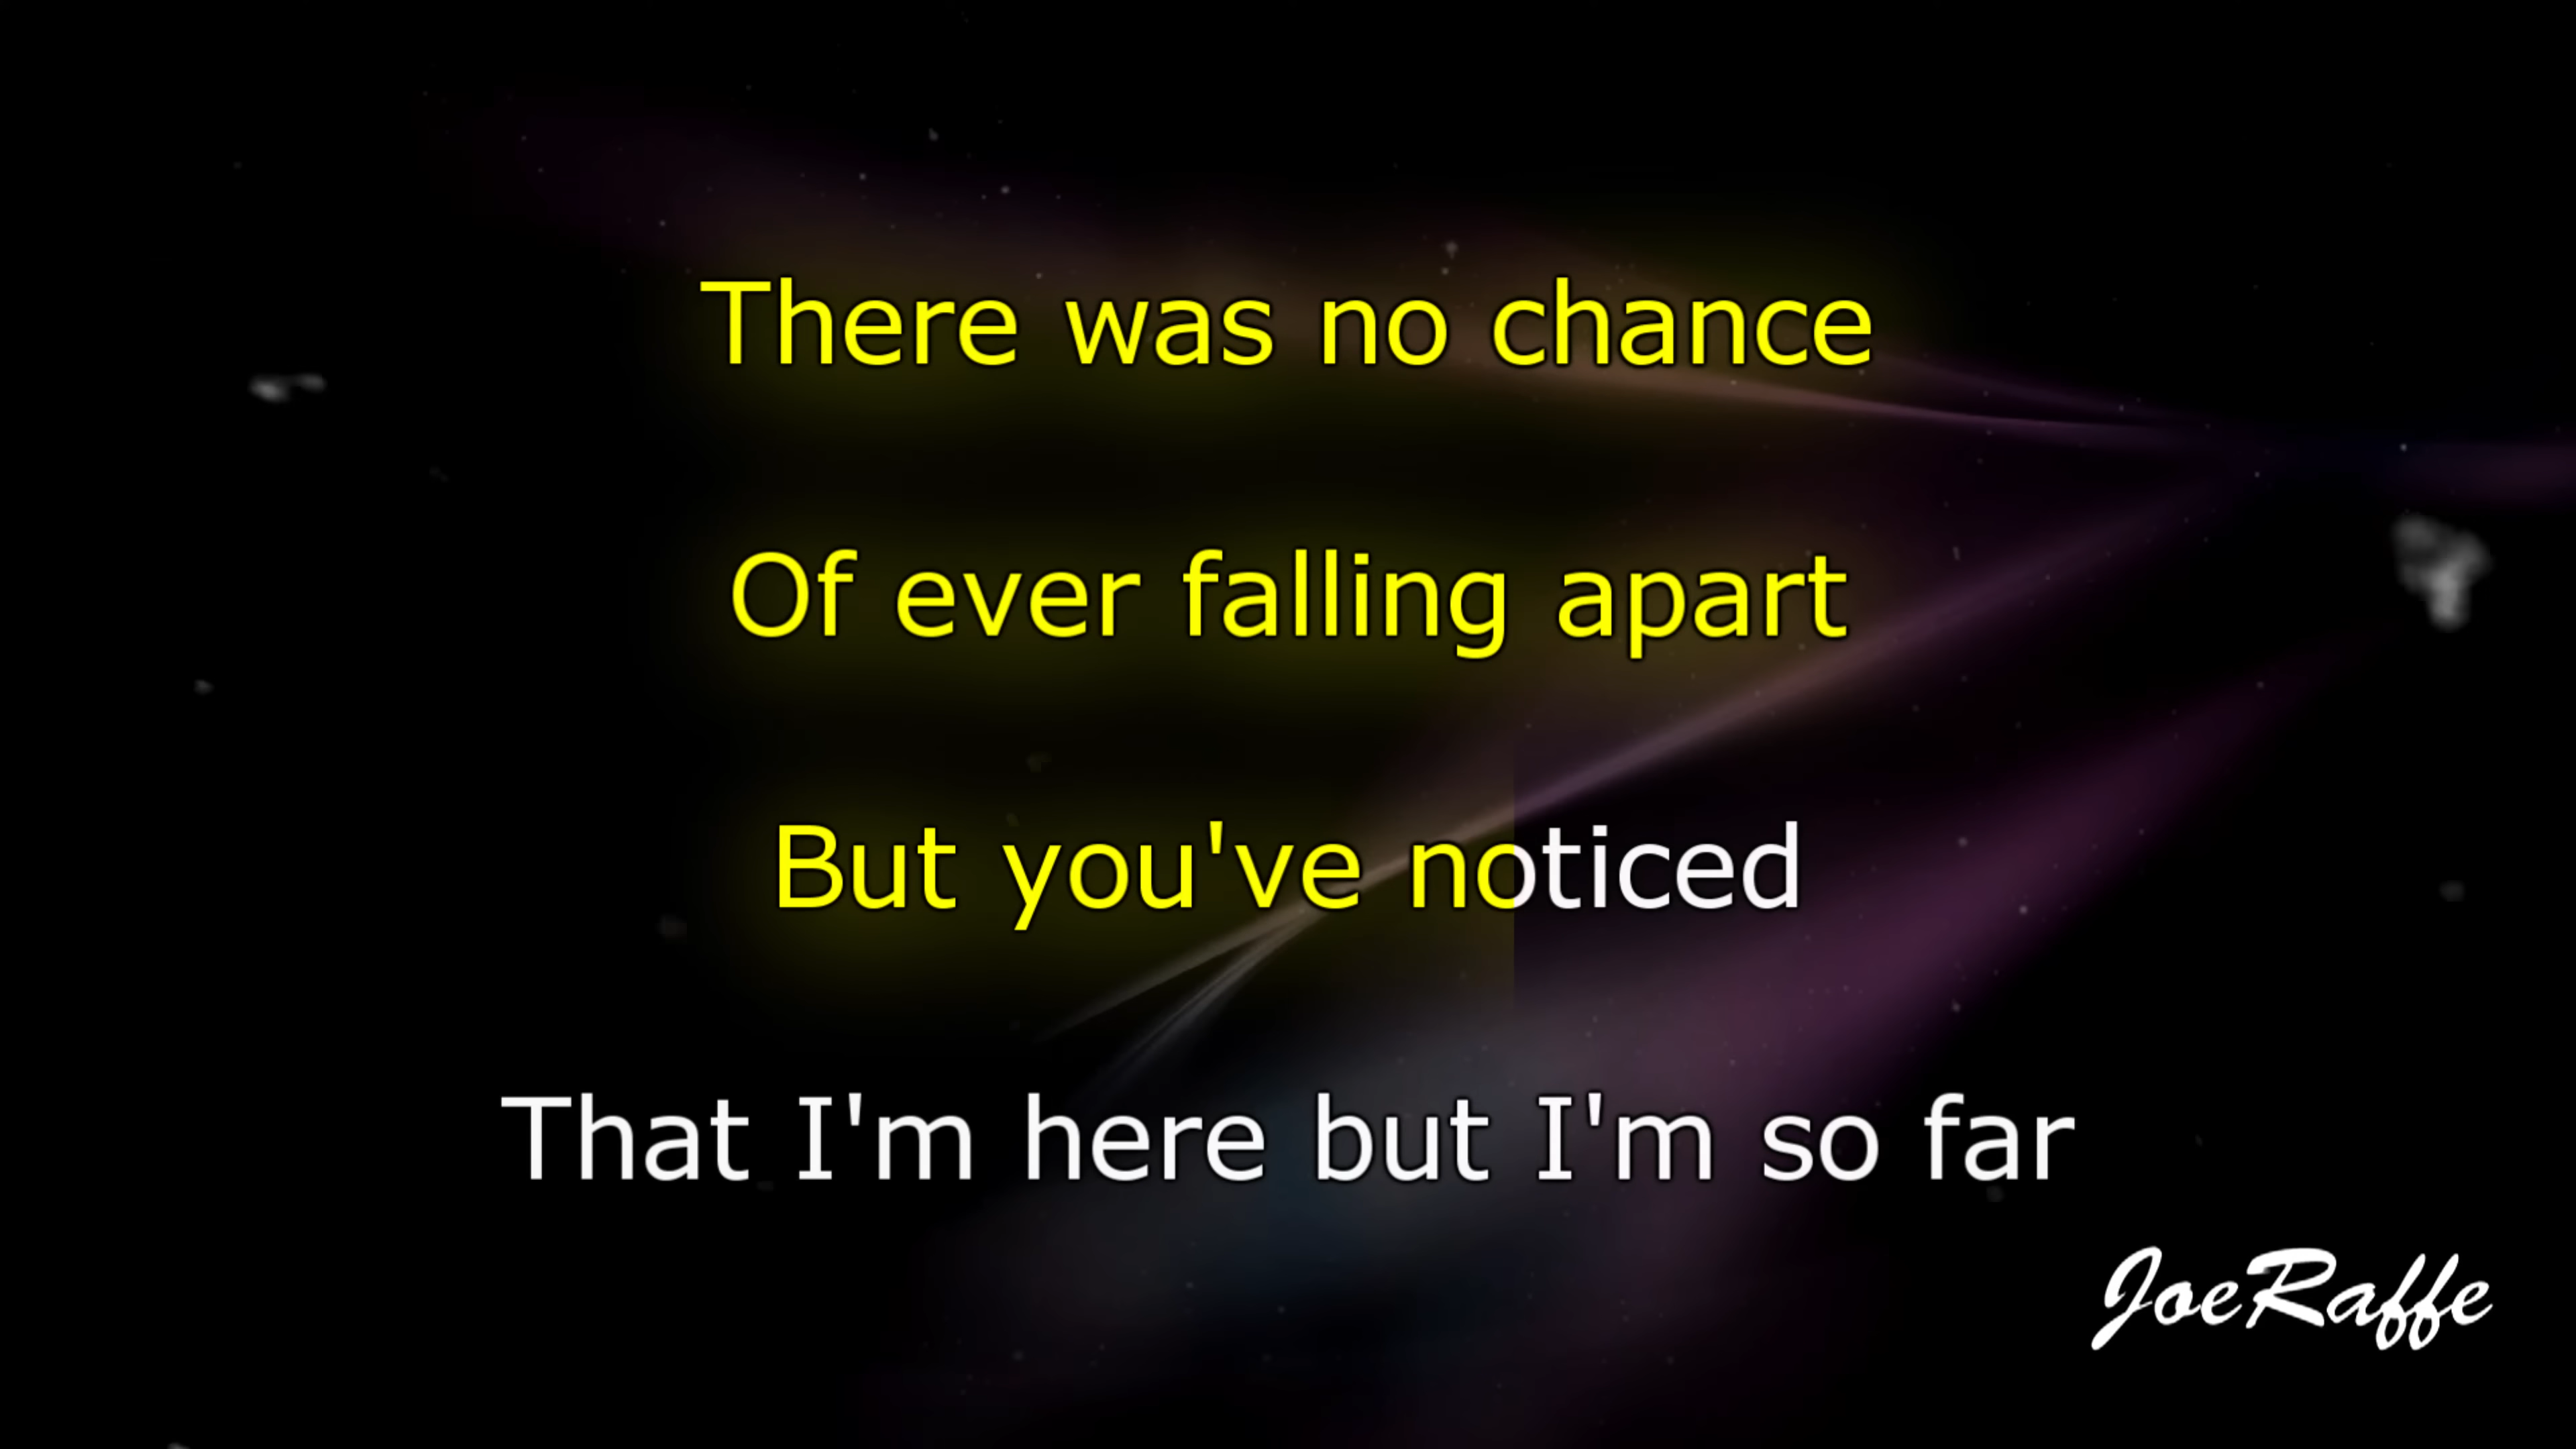 There was no chance
Of ever falling apart
But you've noticed
That I'm here but I'm so far
JoeRaffe